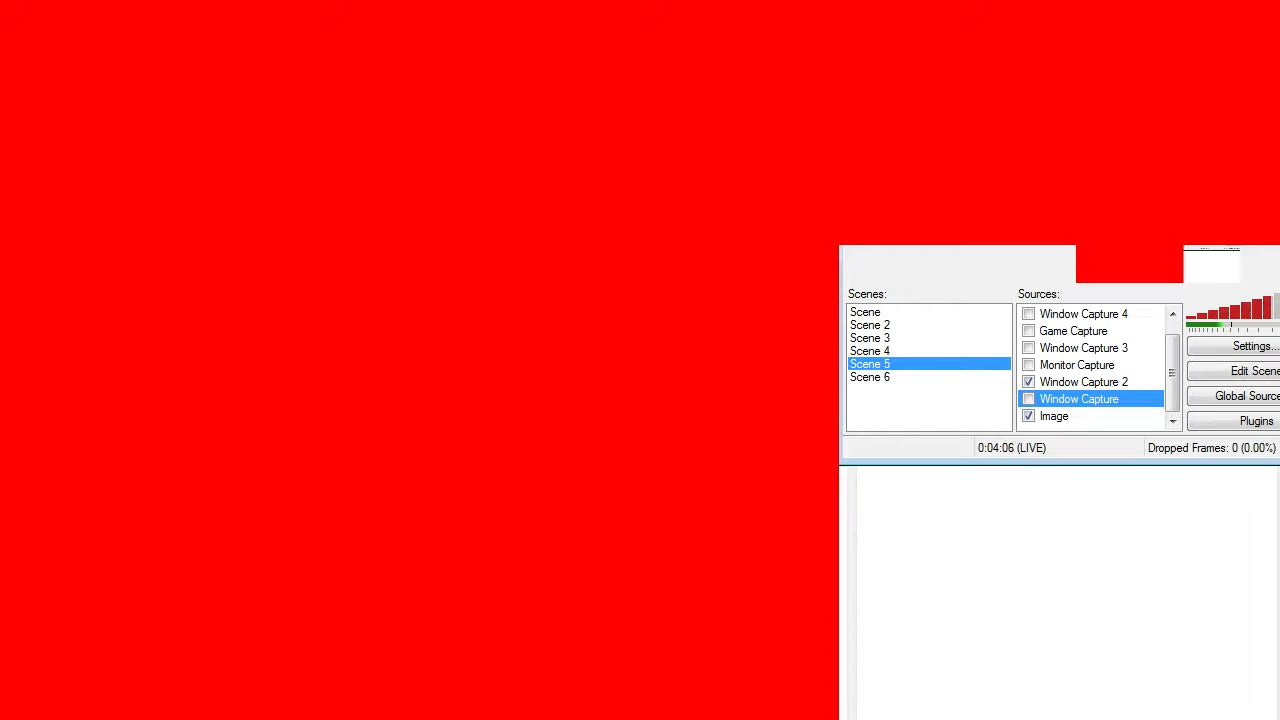 Scenes:
Scene
Scene 2
Scene 3
Scene 4
Scene 5
Scene 6
Sources:
Window Capture 4
Game Capture
Window Capture 3
Monitor Capture
Window Capture 2
Window Capture
Image
Settings...
Edit Scene
Global Source
Plugins
0:04:06 (LIVE)
Dropped Frames: 0 (0.00%)